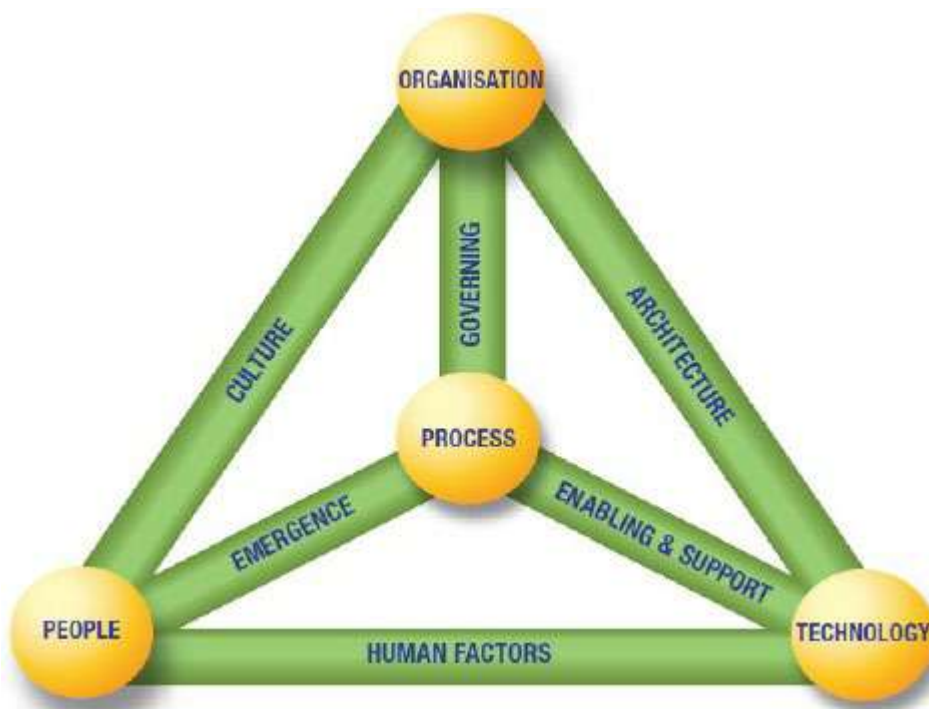 ORGANISATION
GOVERNING
CULTURE
ARCHITECTURE
PROCESS
EMERGENCE
ENABLING & SUPPORT
PEOPLE
TECHNOLOGY
HUMAN FACTORS